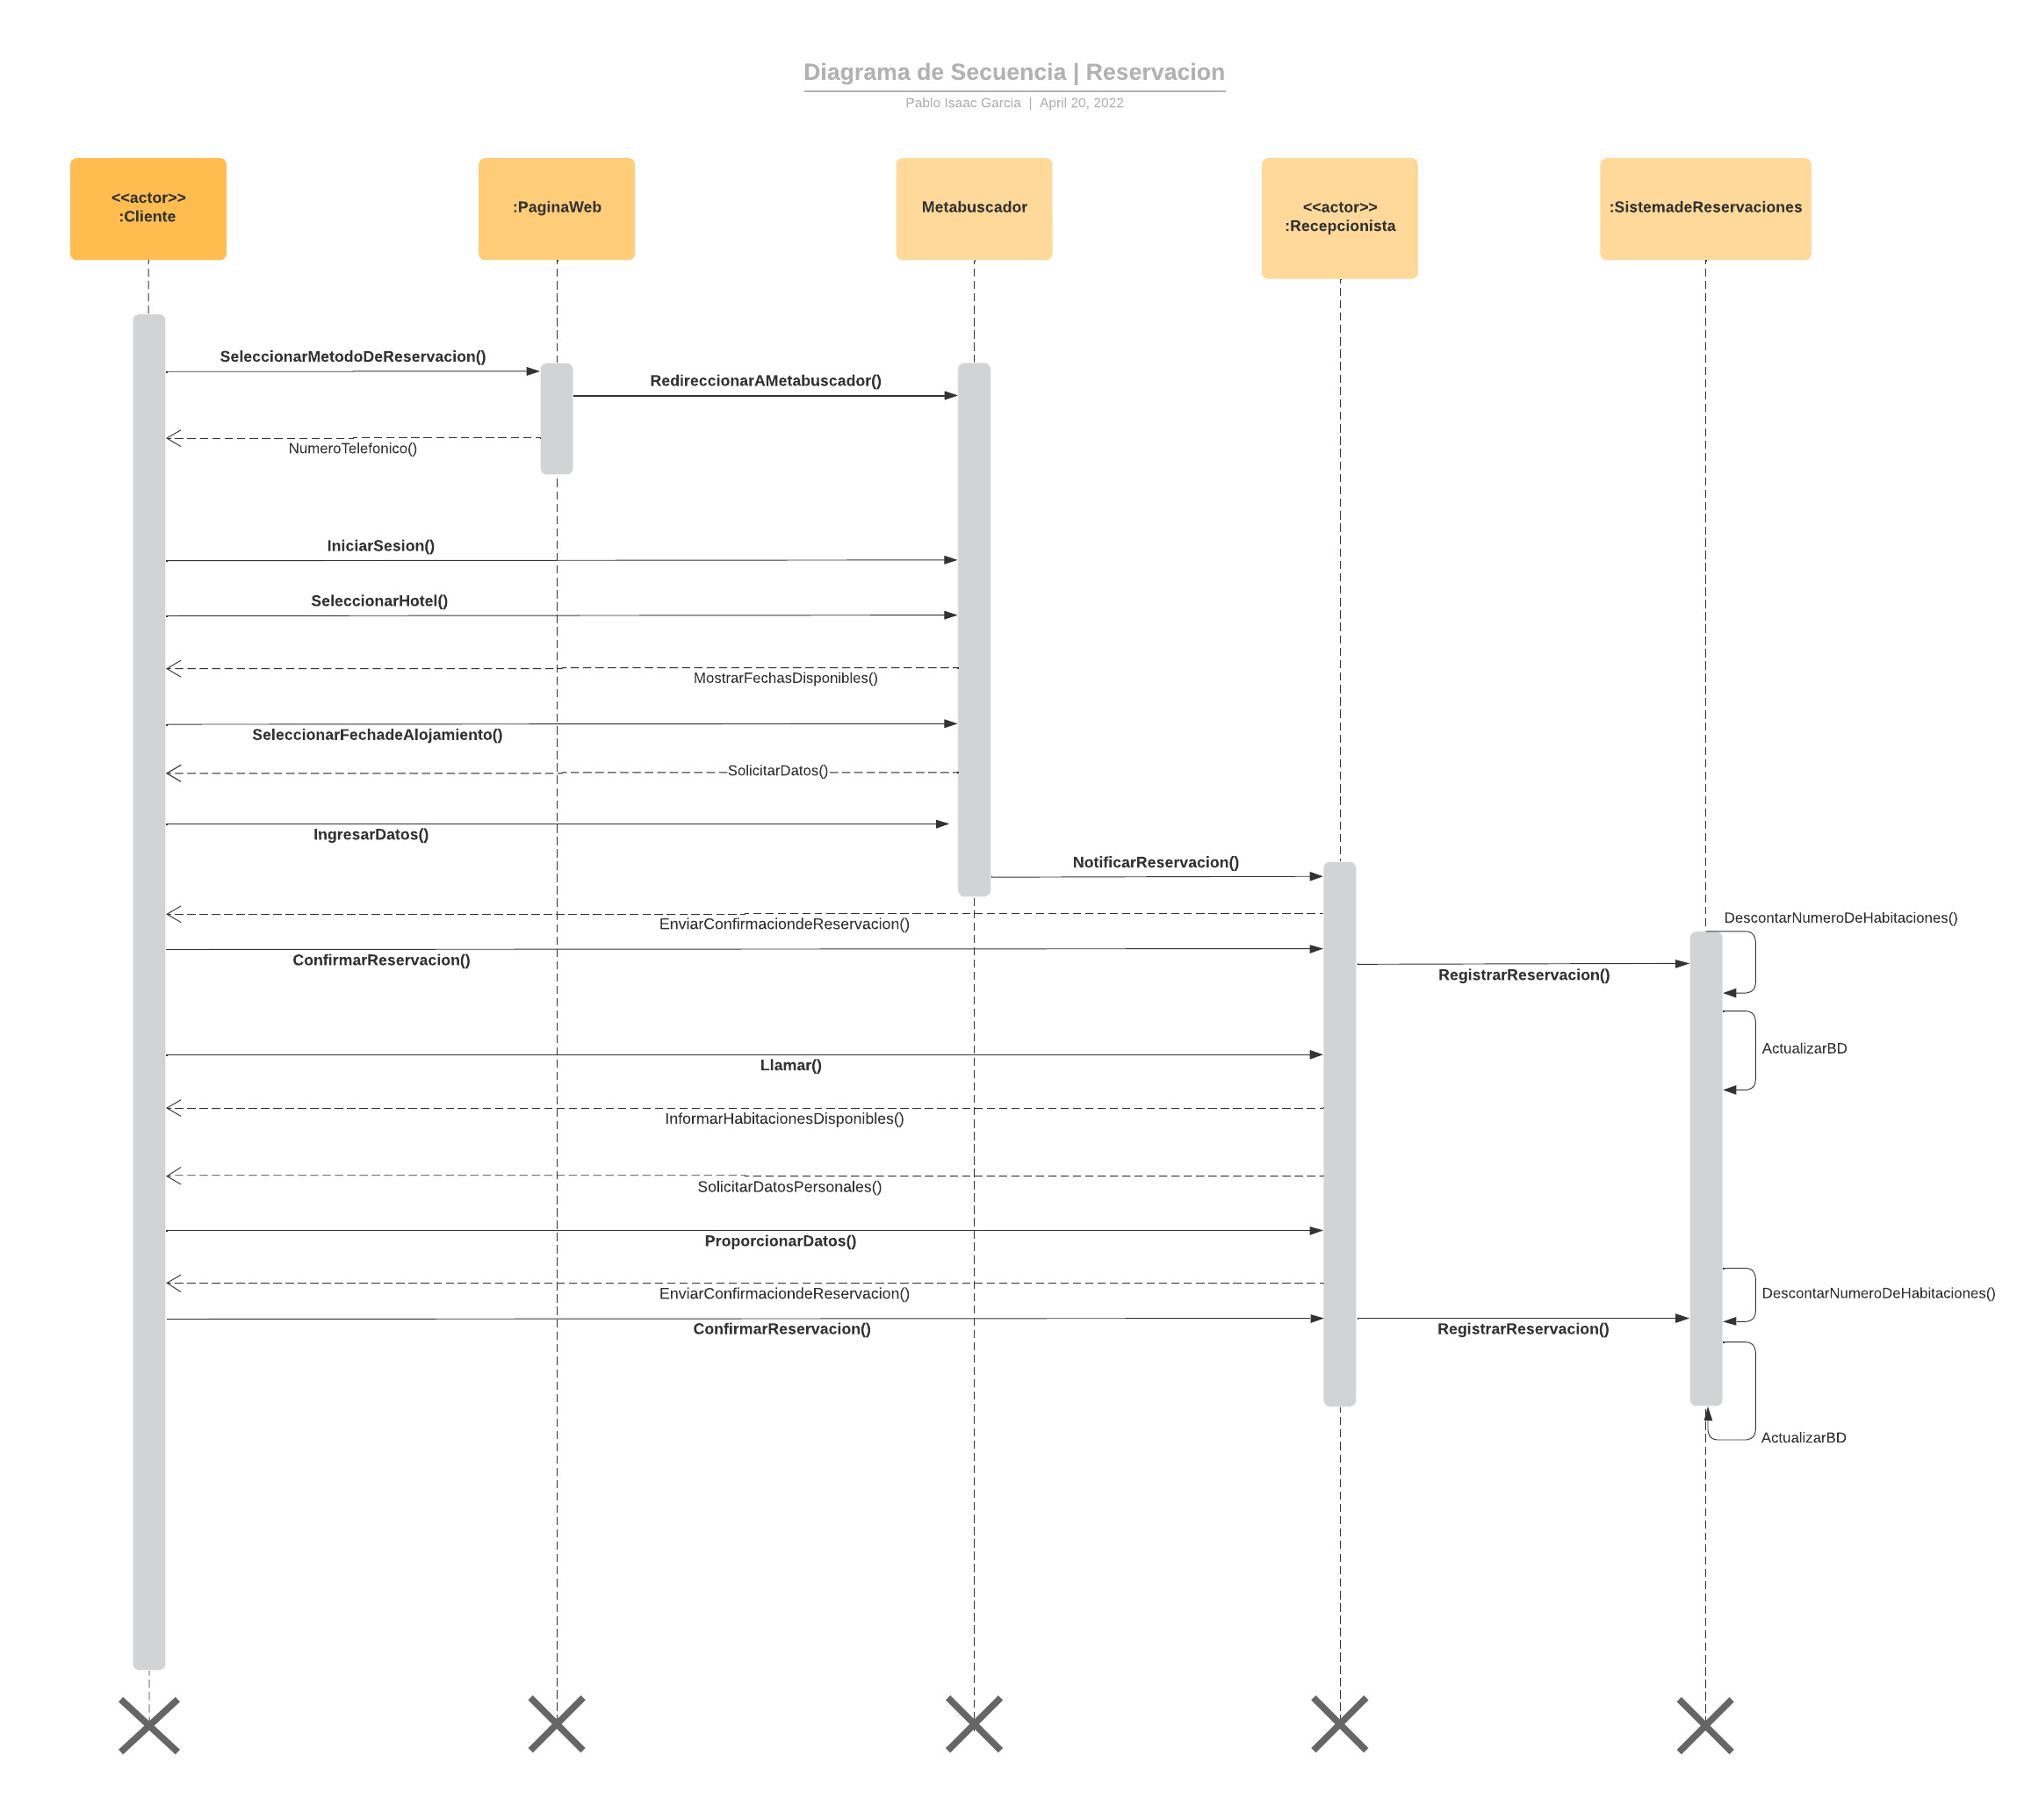 Diagrama de Secuencia | Reservacion
Pablo Isaac Garcia | April 20, 2022
<<actor>>
:Cliente
:PaginaWeb
Metabuscador
<<actor>>
:Recepcionista
:SistemadeReservaciones
SeleccionarMetodoDeReservacion()
RedireccionarAMetabuscador()
NumeroTelefonico()
IniciarSesion()
SeleccionarHotel()
MostrarFechasDisponibles()
SeleccionarFechadeAlojamiento()
SolicitarDatos()
IngresarDatos()
NotificarReservacion()
EnviarConfirmaciondeReservacion()
DescontarNumeroDeHabitaciones()
ConfirmarReservacion()
RegistrarReservacion()
ActualizarBD
Llamar()
InformarHabitacionesDisponibles()
SolicitarDatosPersonales()
ProporcionarDatos()
EnviarConfirmaciondeReservacion()
DescontarNumeroDeHabitaciones()
ConfirmarReservacion()
RegistrarReservacion()
ActualizarBD